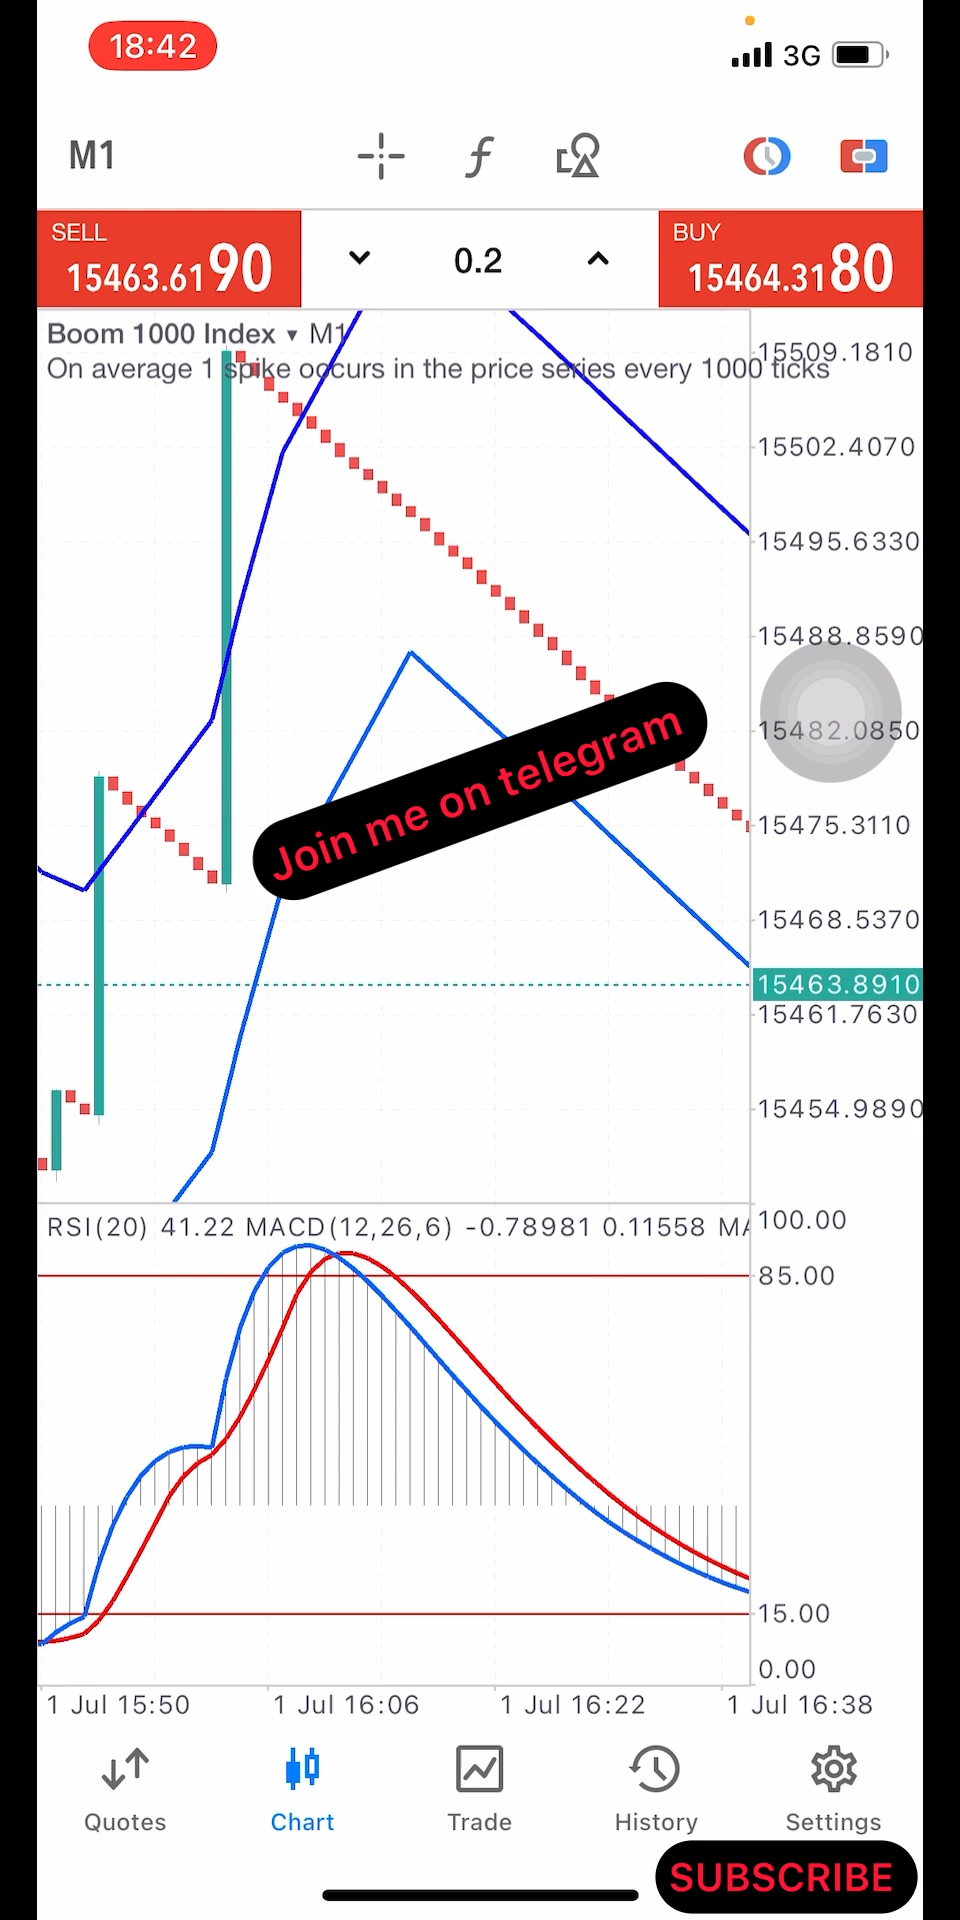 18:42
3G
M1
SELL
15463.6190
0.2
BUY
15464.3180
Boom 1000 Index ▾ M1
On average 1 spike occurs in the price series every 1000 ticks
15509.1810
15502.4070
15495.6330
15488.8590
15482.0850
Join me on telegram
15475.3110
15468.5370
15463.8910
15461.7630
15454.9890
RSI(20) 41.22 MACD(12,26,6) -0.78981 0.11558 MA
100.00
85.00
15.00
0.00
1 Jul 15:50
1 Jul 16:06
1 Jul 16:22
1 Jul 16:38
Quotes
Chart
Trade
History
Settings
SUBSCRIBE